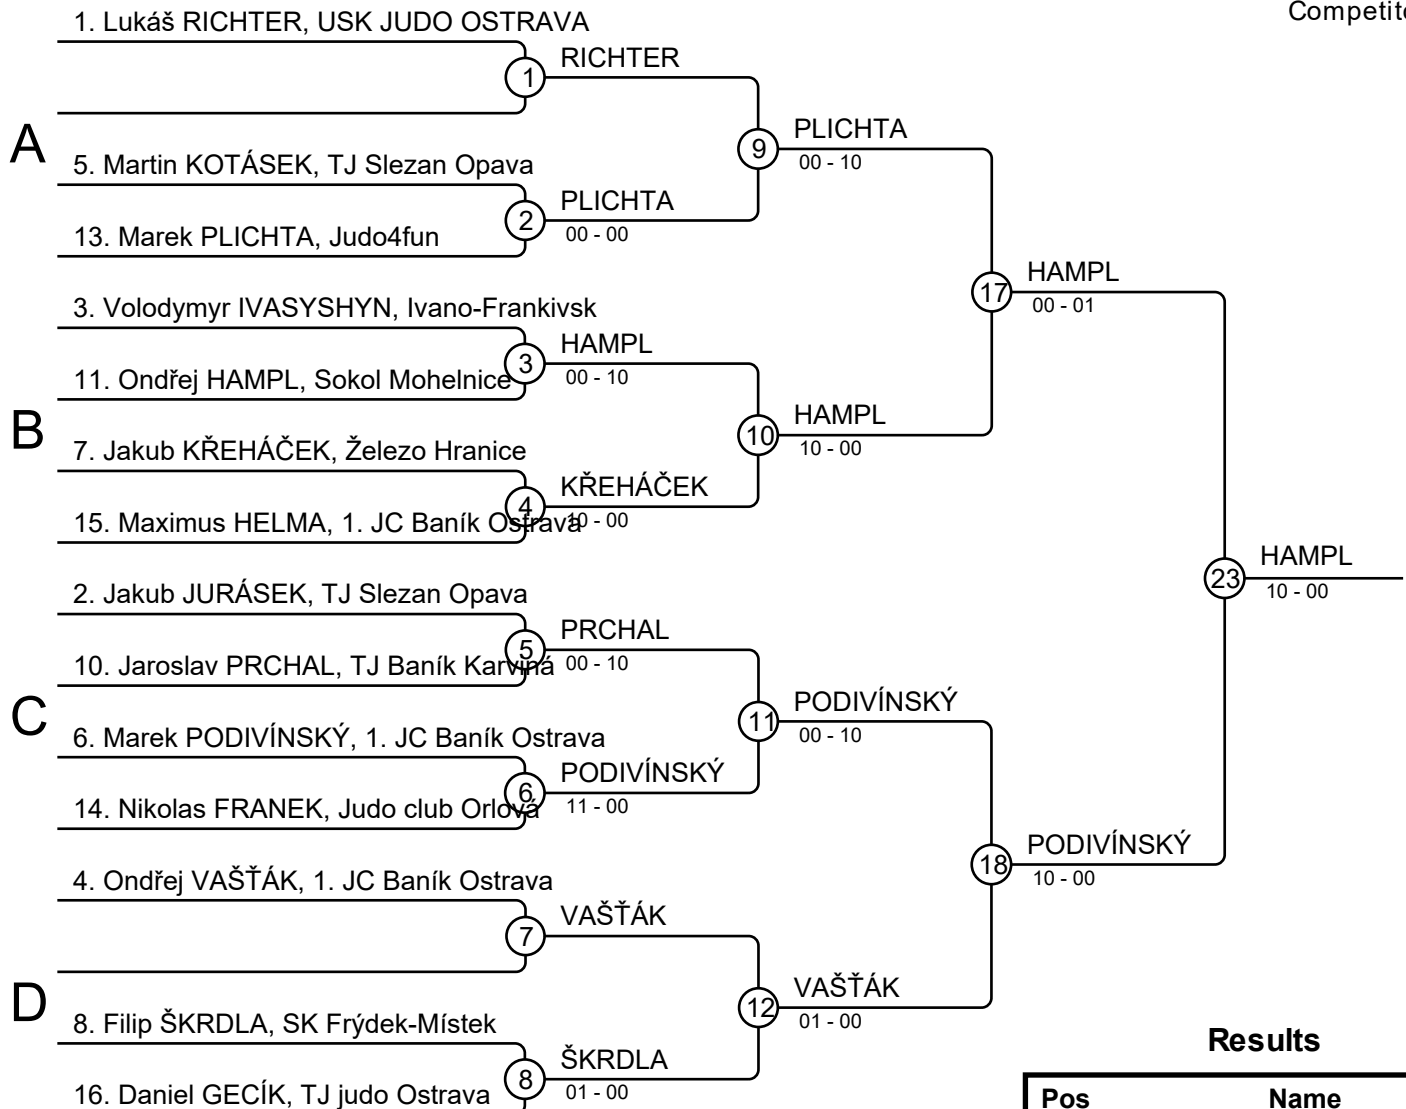 Competit
1. Lukáš RICHTER, USK JUDO OSTRAVA
RICHTER
1
PLICHTA
A
9
00 - 10
5. Martin KOTÁSEK, TJ Slezan Opava
PLICHTA
2
00 - 00
13. Marek PLICHTA, Judo4fun
HAMPL
17
00 - 01
3. Volodymyr IVASYSHYN, Ivano-Frankivsk
HAMPL
3
00 - 10
11. Ondřej HAMPL, Sokol Mohelnice
HAMPL
B
10
10 - 00
7. Jakub KŘEHÁČEK, Železo Hranice
KŘEHÁČEK
4
10 - 00
15. Maximus HELMA, 1. JC Baník Ostrava
HAMPL
23
10 - 00
2. Jakub JURÁSEK, TJ Slezan Opava
PRCHAL
5
00 - 10
10. Jaroslav PRCHAL, TJ Baník Karviná
PODIVÍNSKÝ
C
11
00 - 10
6. Marek PODIVÍNSKÝ, 1. JC Baník Ostrava
PODIVÍNSKÝ
6
11 - 00
14. Nikolas FRANEK, Judo club Orlová
PODIVÍNSKÝ
18
10 - 00
4. Ondřej VAŠŤÁK, 1. JC Baník Ostrava
VAŠŤÁK
7
VAŠŤÁK
D
12
01 - 00
8. Filip ŠKRDLA, SK Frýdek-Místek
ŠKRDLA
8
01 - 00
16. Daniel GECÍK, TJ judo Ostrava
Results
Pos Name